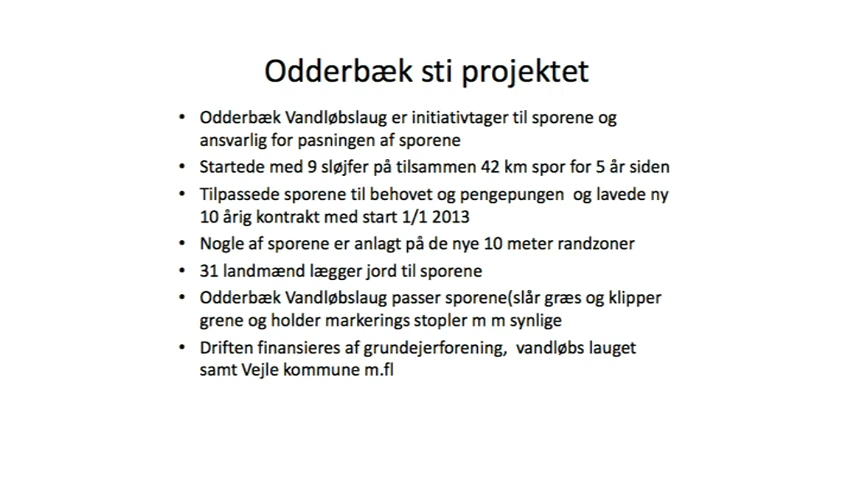 Odderbæk sti projektet
• Odderbæk Vandløbslaug er initiativtager til sporene og
ansvarlig for pasningen af sporene
• Startede med 9 sløjfer på tilsammen 42 km spor for 5 år siden
• Tilpassede sporene til behovet og pengepungen  og lavede ny
10 årig kontrakt med start 1/1 2013
• Nogle af sporene er anlagt på de nye 10 meter randzoner
• 31 landmænd lægger jord til sporene
• Odderbæk Vandløbslaug passer sporene(slår græs og klipper
grene og holder markerings stopler m m synlige
• Driften finansieres af grundejerforening,  vandløbs lauget
samt Vejle kommune m.fl